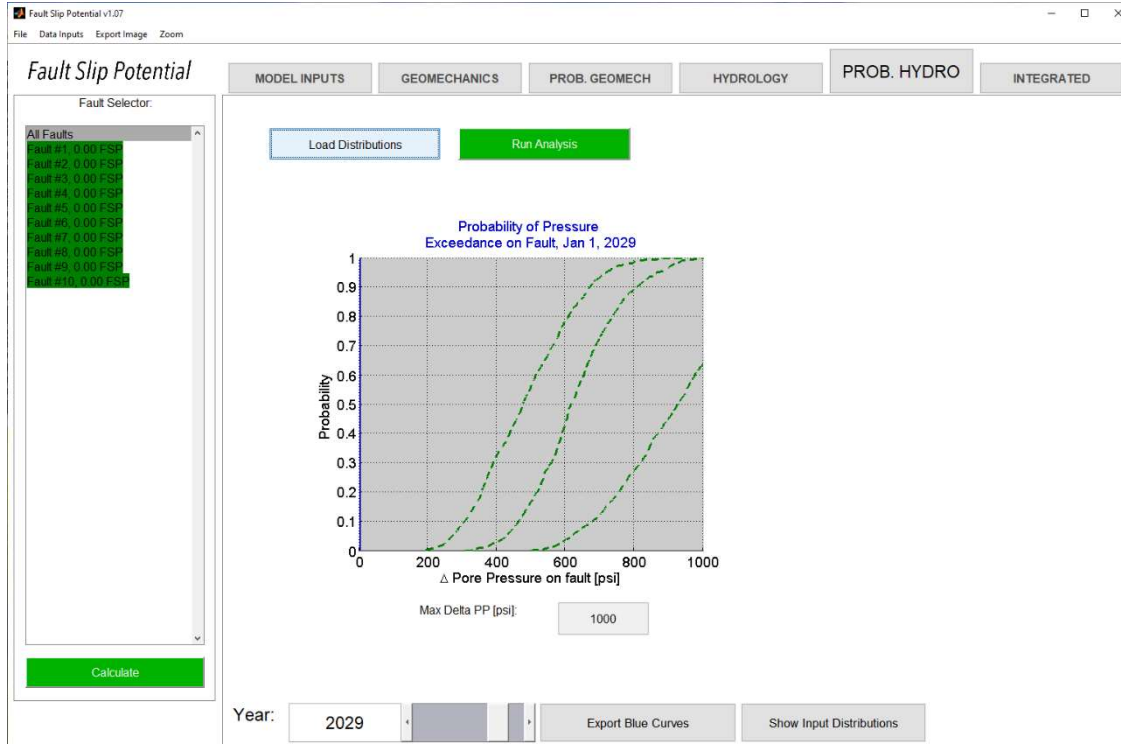 Fault Slip Potential v1.07
File Data Inputs Export Image Zoom
Fault Slip Potential
MODEL INPUTS GEOMECHANICS PROB. GEOMECH HYDROLOGY PROB. HYDRO INTEGRATED
Fault Selector:
All Faults
Fault #1, 0.00 FSP
Fault #2, 0.00 FSP
Fault #3, 0.00 FSP
Fault #4, 0.00 FSP
Fault #5, 0.00 FSP
Fault #6, 0.00 FSP
Fault #7, 0.00 FSP
Fault #8, 0.00 FSP
Fault #9, 0.00 FSP
Fault #10, 0.00 FSP
Calculate
Load Distributions Run Analysis
Probability of Pressure
Exceedance on Fault, Jan 1, 2029
Probability
1
0.9
0.8
0.7
0.6
0.5
0.4
0.3
0.2
0.1
0
0 200 400 600 800 1000
Δ Pore Pressure on fault [psi]
Max Delta PP [psi]: 1000
Year: 2029 Export Blue Curves Show Input Distributions